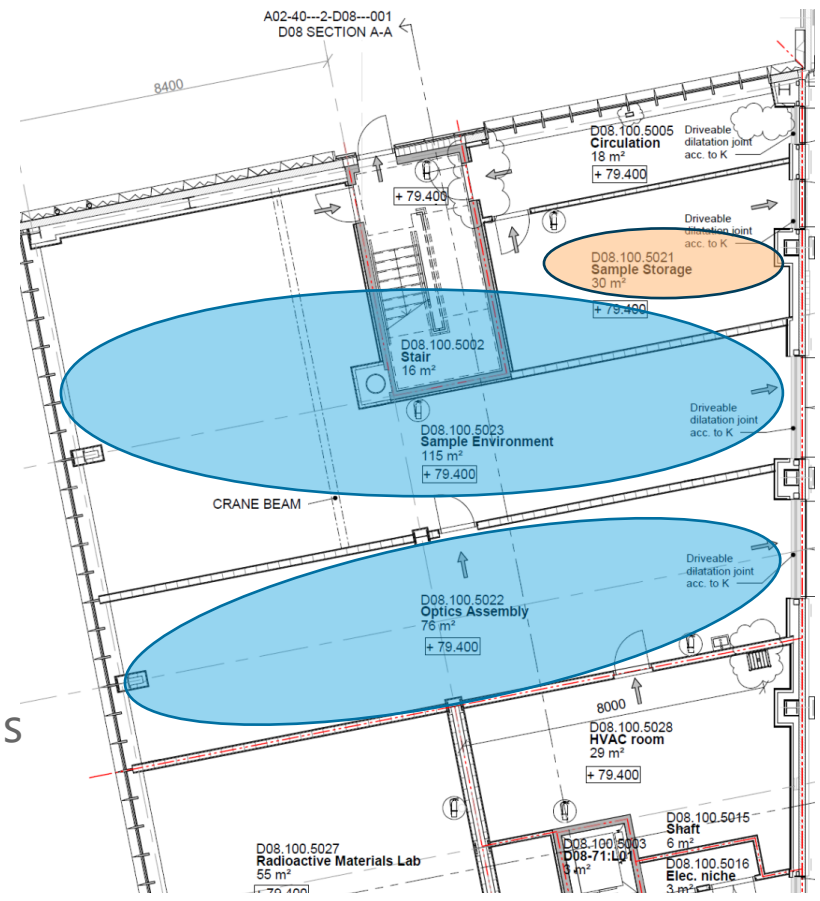 A02-40---2-D08---001
D08 SECTION A-A
8400
D08.100.5005
Circulation
18 m²
+ 79.400
Driveable
dilatation joint
acc. to K
+ 79.400
Driveable
dilatation joint
acc. to K
D08.100.5021
Sample Storage
30 m²
+ 79.400
D08.100.5002
Stair
16 m²
Driveable
dilatation joint
acc. to K
D08.100.5023
Sample Environment
115 m²
+ 79.400
CRANE BEAM
Driveable
dilatation joint
acc. to K
D08.100.5022
Optics Assembly
76 m²
+ 79.400
s
8000
D08.100.5028
HVAC room
29 m²
+ 79.400
D08.100.5015
Shaft
6 m²
D08.100.5003
D08-71:L01
3 m²
D08.100.5016
Elec. niche
3 m²
D08.100.5027
Radioactive Materials Lab
55 m²
+79.400